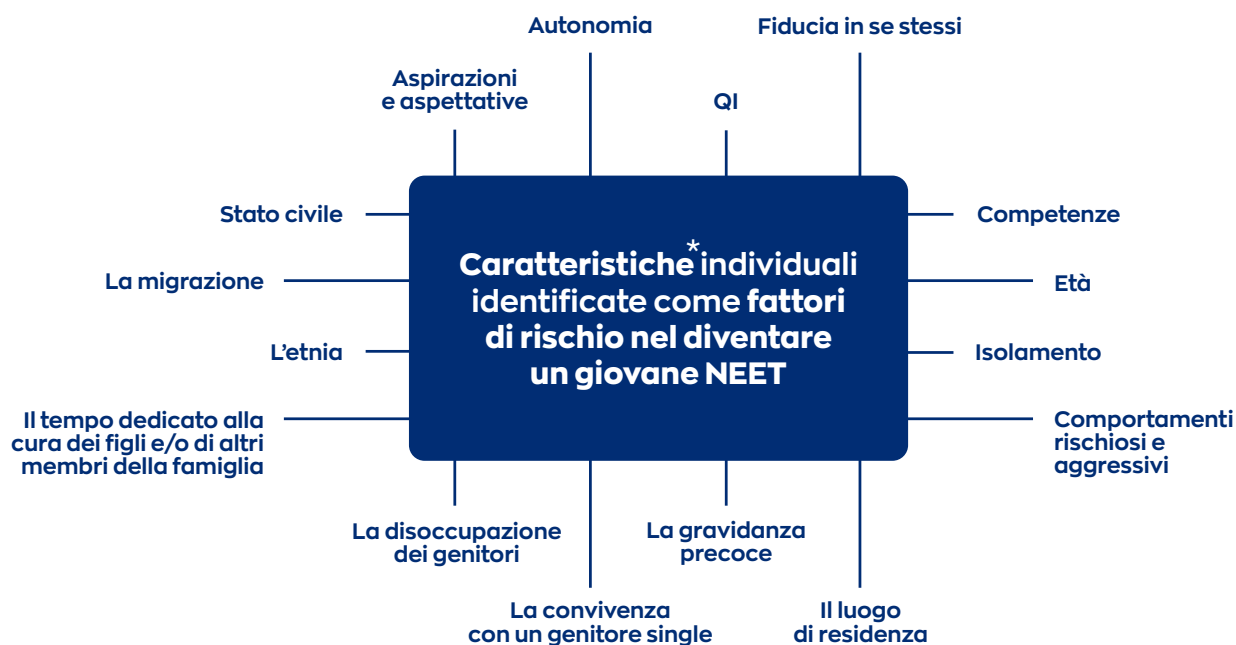 Autonomia
Fiducia in se stessi
Aspirazioni
e aspettative
QI
Stato civile
La migrazione
L'etnia
Il tempo dedicato alla
cura dei figli e/o di altri
membri della famiglia
Caratteristiche* individuali
identificate come fattori
di rischio nel diventare
un giovane NEET
Competenze
Età
Isolamento
Comportamenti
rischiosi e
aggressivi
La disoccupazione
dei genitori
La gravidanza
precoce
La convivenza
con un genitore single
Il luogo
di residenza